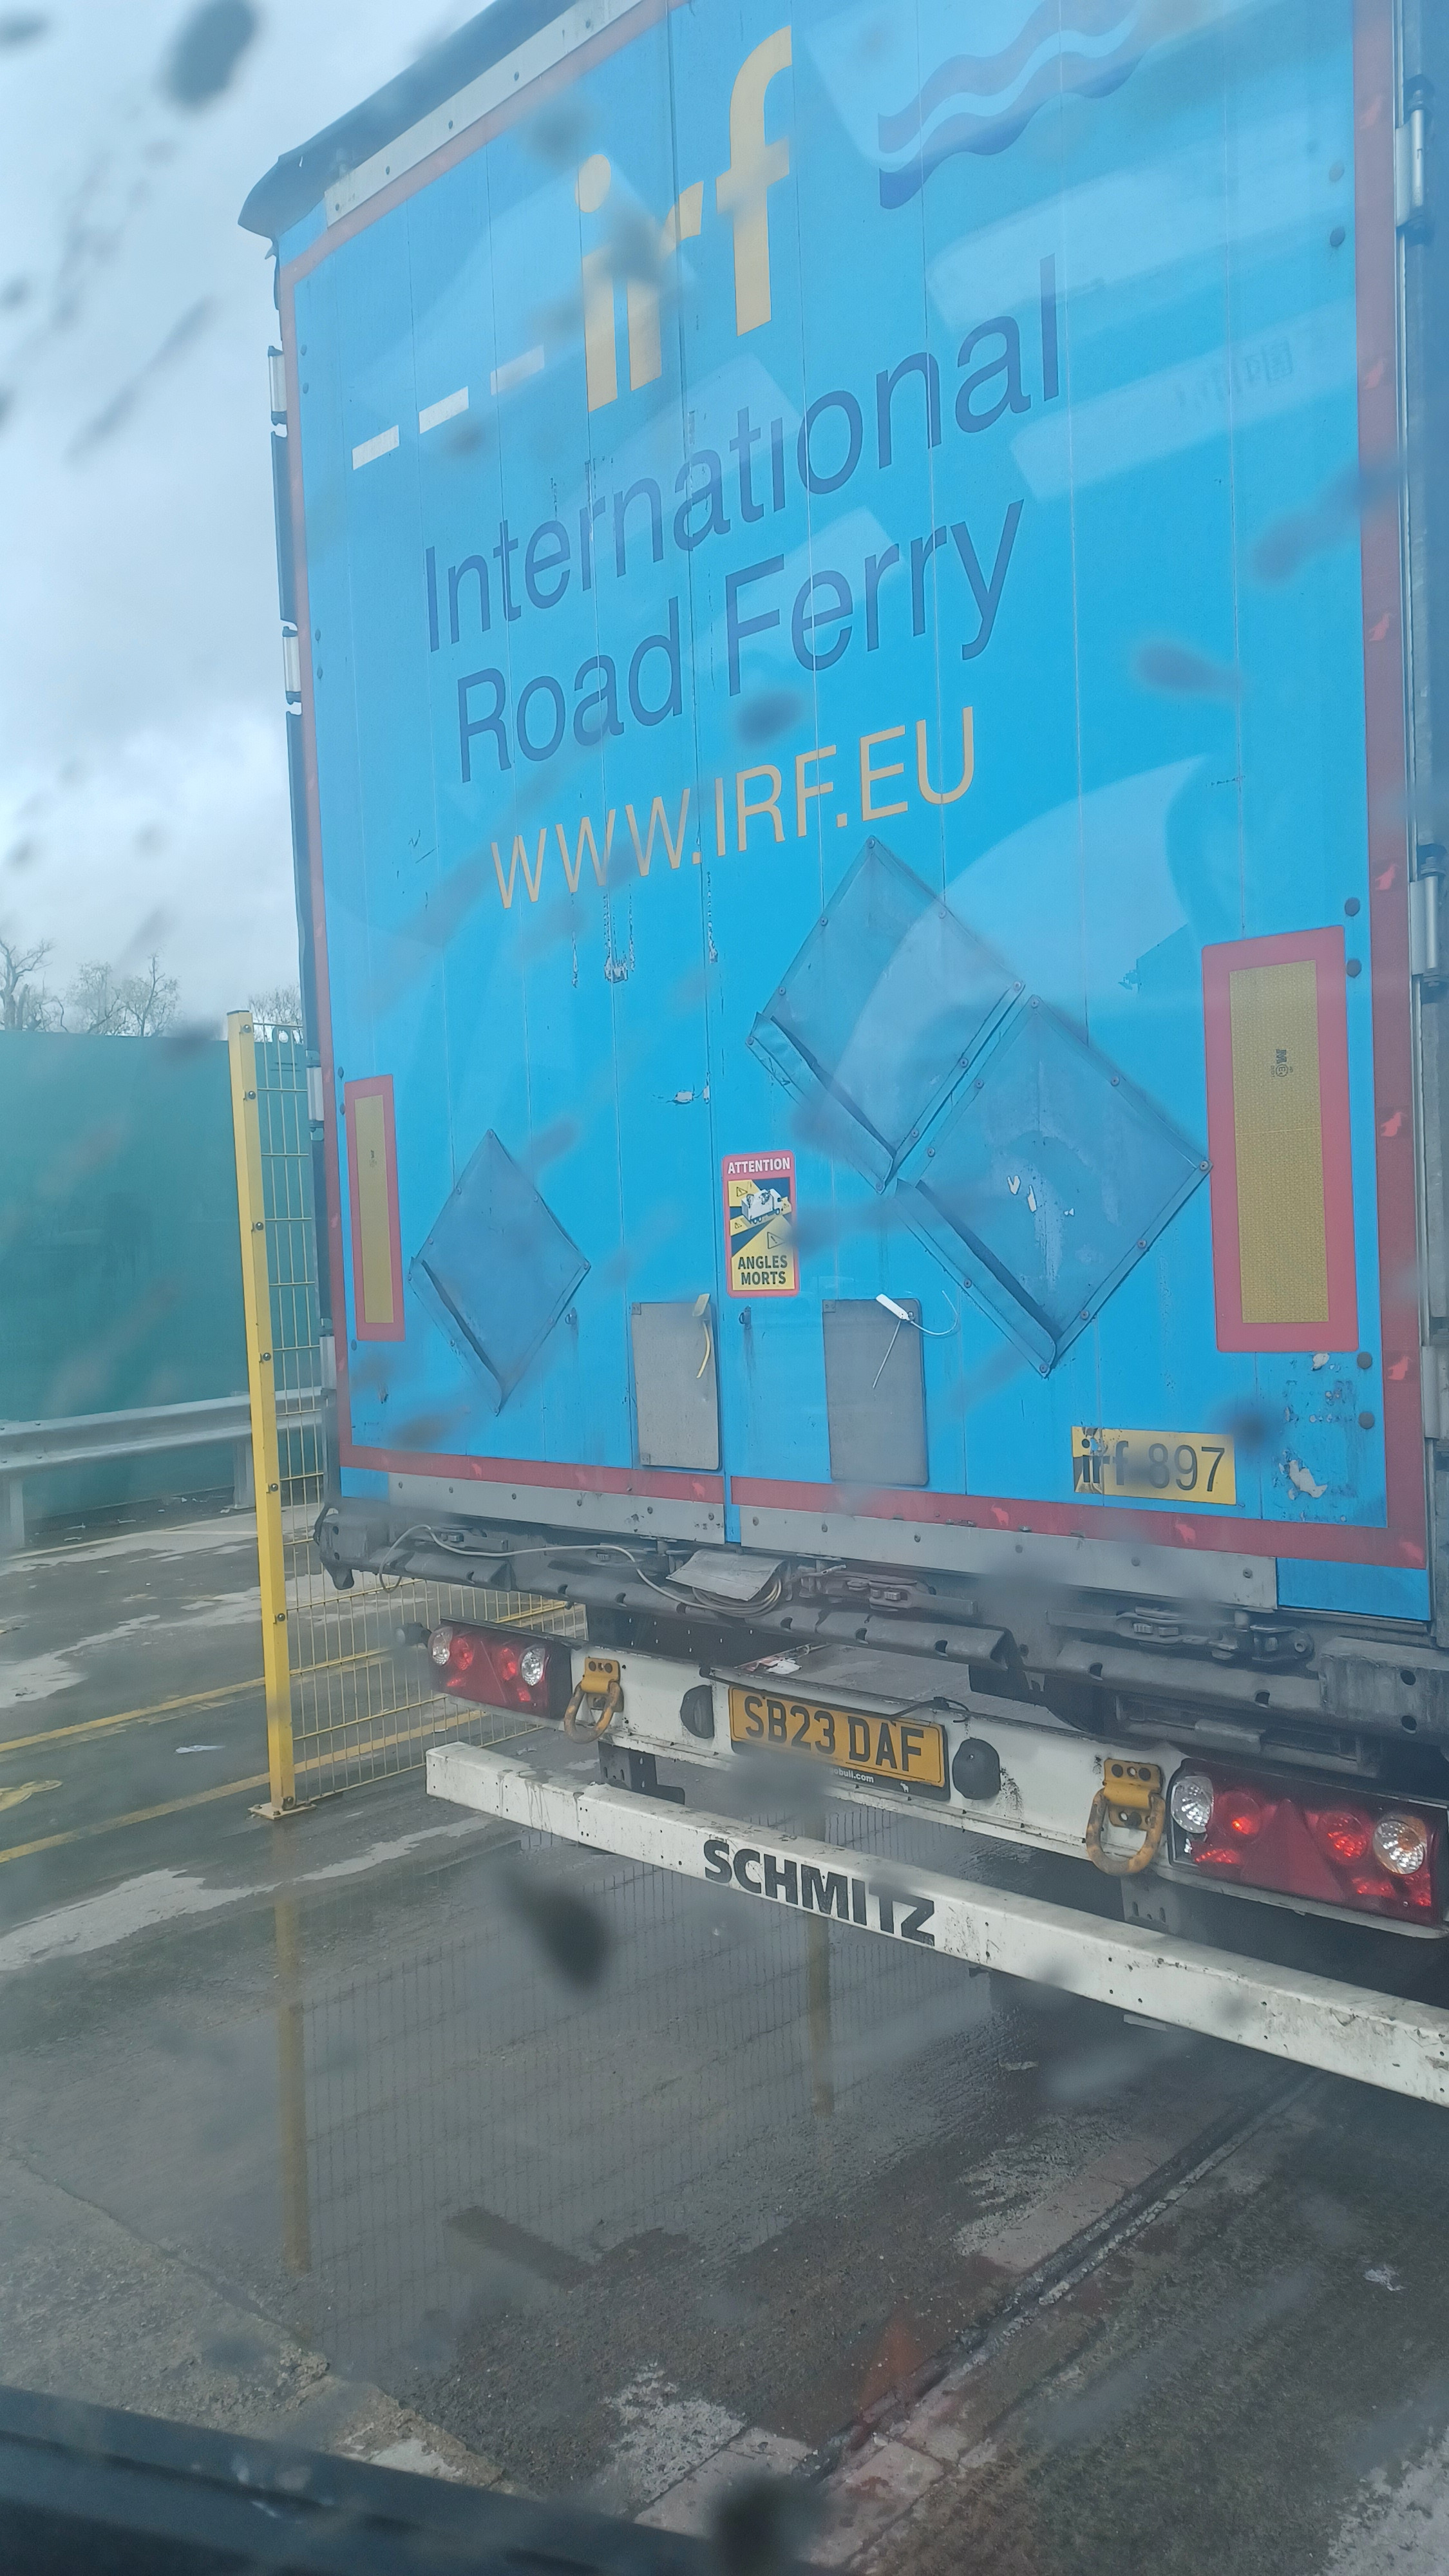 irf
International
Road Ferry
WWW.IRF.EU
ATTENTION
ANGLES
MORTS
irf 897
SB23 DAF
SCHMITZ